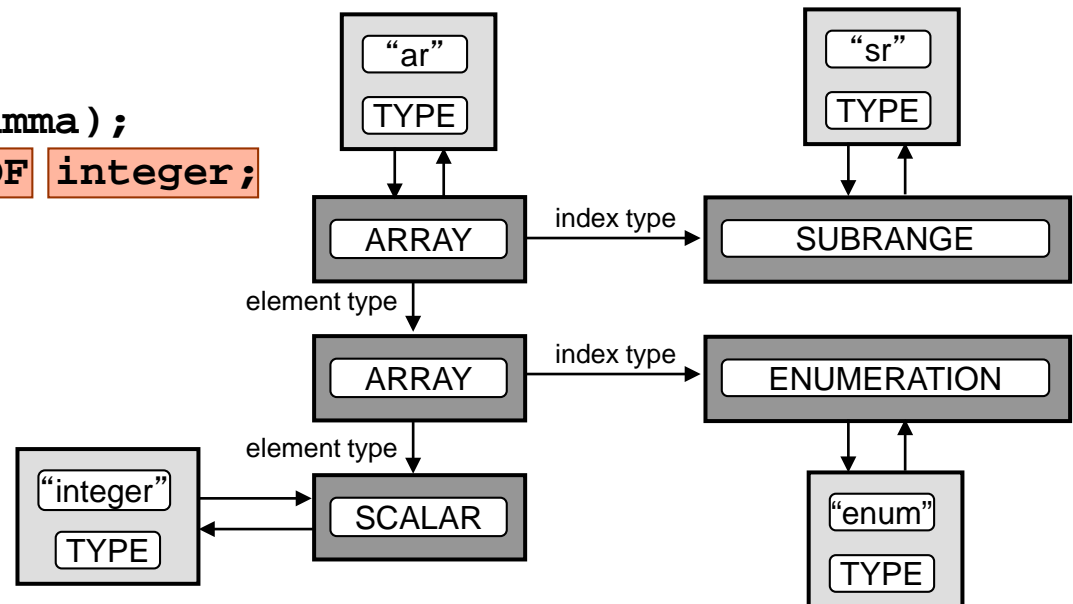 “ar”
TYPE
“sr”
TYPE
mma);
OF integer;
ARRAY
index type
SUBRANGE
element type
ARRAY
index type
ENUMERATION
element type
“integer”
TYPE
SCALAR
“enum”
TYPE